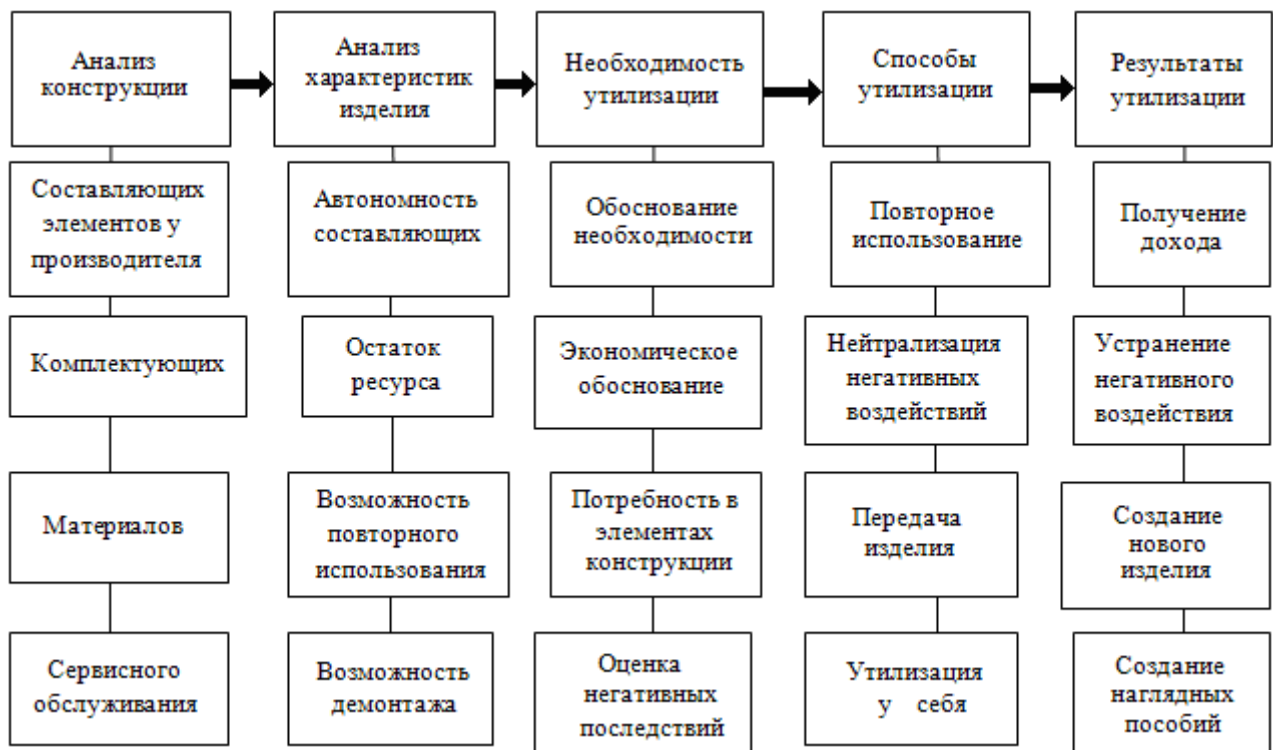 Анализ
конструкции
Анализ
характеристик
изделия
Необходимость
утилизации
Способы
утилизации
Результаты
утилизации
Составляющих
элементов у
производителя
Автономность
составляющих
Обоснование
необходимости
Повторное
использование
Получение
дохода
Комплектующих
Остаток
ресурса
Экономическое
обоснование
Нейтрализация
негативных
воздействий
Устранение
негативного
воздействия
Материалов
Возможность
повторного
использования
Потребность в
элементах
конструкции
Передача
изделия
Создание
нового
изделия
Сервисного
обслуживания
Возможность
демонтажа
Оценка
негативных
последствий
Утилизация
у себя
Создание
наглядных
пособий